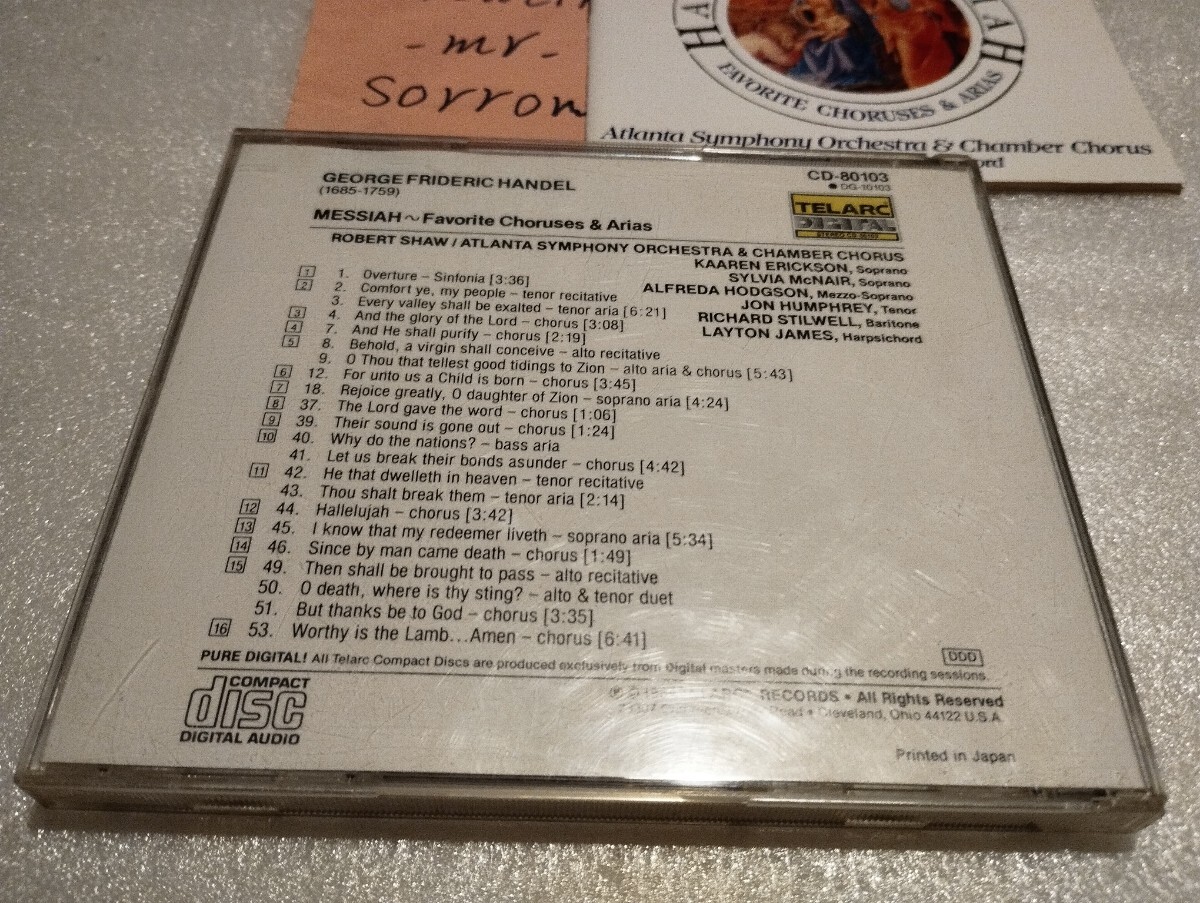 - mr -
Sorrow
FAVORITE CHORUSES & ARIAS
Atlanta Symphony Orchestra & Chamber Chorus
GEORGE FRIDERIC HANDEL
(1685-1759)
CD-80103
● DG-10103
TELARC
DIGITAL
MESSIAH ~ Favorite Choruses & Arias
ROBERT SHAW / ATLANTA SYMPHONY ORCHESTRA & CHAMBER CHORUS
KAAREN ERICKSON, Soprano
SYLVIA McNAIR, Soprano
ALFREDA HODGSON, Mezzo-Soprano
JON HUMPHREY, Tenor
RICHARD STILWELL, Baritone
LAYTON JAMES, Harpsichord
1 1. Overture – Sinfonia [3:36]
2 2. Comfort ye, my people – tenor recitative
3. Every valley shall be exalted – tenor aria [6:21]
3 4. And the glory of the Lord – chorus [3:08]
4 7. And He shall purify – chorus [2:19]
5 8. Behold, a virgin shall conceive – alto recitative
9. O Thou that tellest good tidings to Zion – alto aria & chorus [5:43]
6 12. For unto us a Child is born – chorus [3:45]
7 18. Rejoice greatly, O daughter of Zion – soprano aria [4:24]
8 37. The Lord gave the word – chorus [1:06]
9 39. Their sound is gone out – chorus [1:24]
10 40. Why do the nations? – bass aria
41. Let us break their bonds asunder – chorus [4:42]
11 42. He that dwelleth in heaven – tenor recitative
43. Thou shalt break them – tenor aria [2:14]
12 44. Hallelujah – chorus [3:42]
13 45. I know that my redeemer liveth – soprano aria [5:34]
14 46. Since by man came death – chorus [1:49]
15 49. Then shall be brought to pass – alto recitative
50. O death, where is thy sting? – alto & tenor duet
51. But thanks be to God – chorus [3:35]
16 53. Worthy is the Lamb...Amen – chorus [6:41]
DDD
PURE DIGITAL! All Telarc Compact Discs are produced exclusively from Digital masters made during the recording sessions.
COMPACT
disc
DIGITAL AUDIO
RECORDS • All Rights Reserved
Cleveland, Ohio 44122 U.S.A.
Printed in Japan